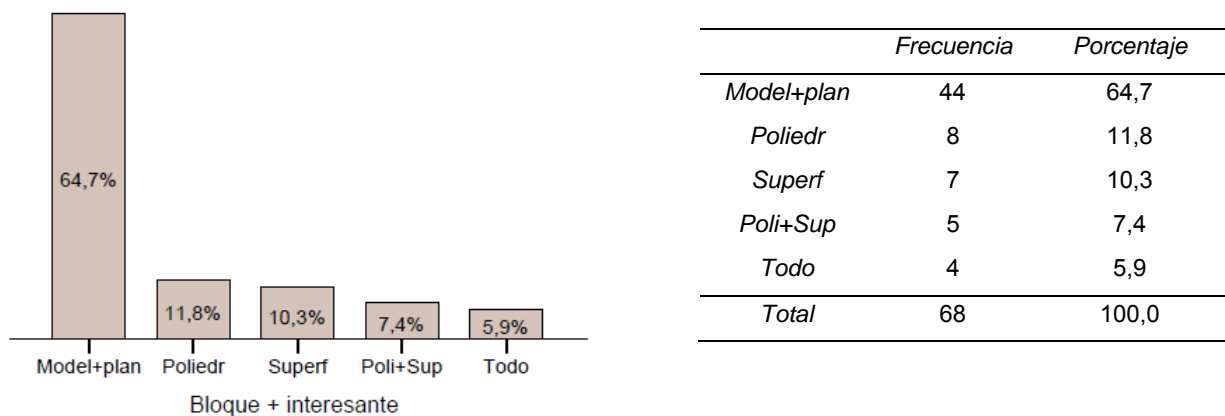 64,7%
11,8%
10,3%
7,4%
5,9%
Model+plan Poliedr Superf Poli+Sup Todo
Bloque + interesante
Frecuencia Porcentaje
Model+plan 44 64,7
Poliedr 8 11,8
Superf 7 10,3
Poli+Sup 5 7,4
Todo 4 5,9
Total 68 100,0